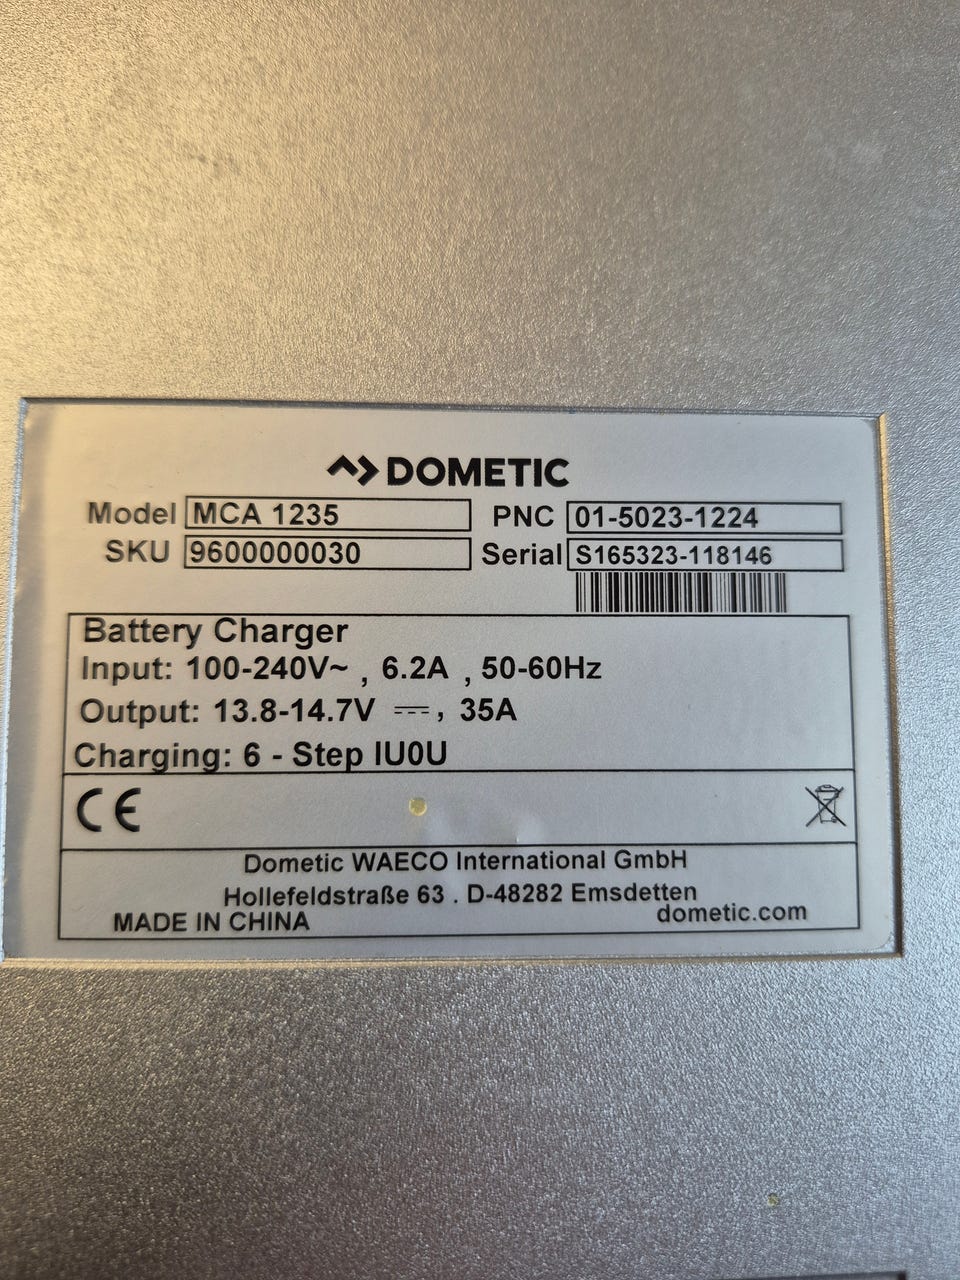 DOMETIC
Model MCA 1235 PNC 01-5023-1224
SKU 9600000030 Serial S165323-118146
Battery Charger
Input: 100-240V~ , 6.2A , 50-60Hz
Output: 13.8-14.7V ⎓, 35A
Charging: 6 - Step IU0U
CE
Dometic WAECO International GmbH
Hollefeldstraße 63 . D-48282 Emsdetten
MADE IN CHINA dometic.com